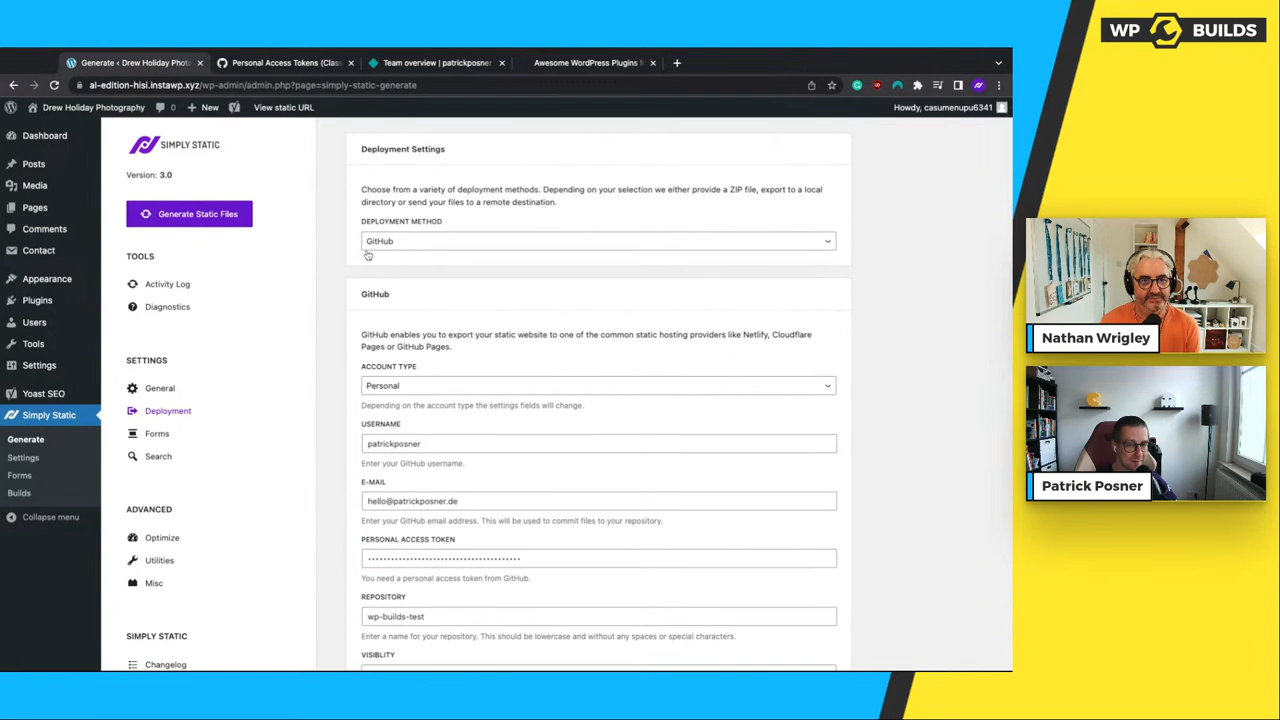 WP BUILDS
Generate ‹ Drew Holiday Phot
Personal Access Tokens (Clas
Team overview | patrickposner
Awesome WordPress Plugins f
al-edition-hisi.instawp.xyz/wp-admin/admin.php?page=simply-static-generate
Drew Holiday Photography
0
New
View static URL
Howdy, casumenupu6341
Dashboard
Posts
Media
Pages
Comments
Contact
Appearance
Plugins
Users
Tools
Settings
Yoast SEO
Simply Static
Generate
Settings
Forms
Builds
Collapse menu
SIMPLY STATIC
Version: 3.0
Generate Static Files
TOOLS
Activity Log
Diagnostics
SETTINGS
General
Deployment
Forms
Search
ADVANCED
Optimize
Utilities
Misc
SIMPLY STATIC
Changelog
Deployment Settings
Choose from a variety of deployment methods. Depending on your selection we either provide a ZIP file, export to a local
directory or send your files to a remote destination.
DEPLOYMENT METHOD
GitHub
GitHub
GitHub enables you to export your static website to one of the common static hosting providers like Netlify, Cloudflare
Pages or GitHub Pages.
ACCOUNT TYPE
Personal
Depending on the account type the settings fields will change.
USERNAME
patrickposner
Enter your GitHub username.
E-MAIL
hello@patrickposner.de
Enter your GitHub email address. This will be used to commit files to your repository.
PERSONAL ACCESS TOKEN
You need a personal access token from GitHub.
REPOSITORY
wp-builds-test
Enter a name for your repository. This should be lowercase and without any spaces or special characters.
VISIBLITY
Nathan Wrigley
Patrick Posner